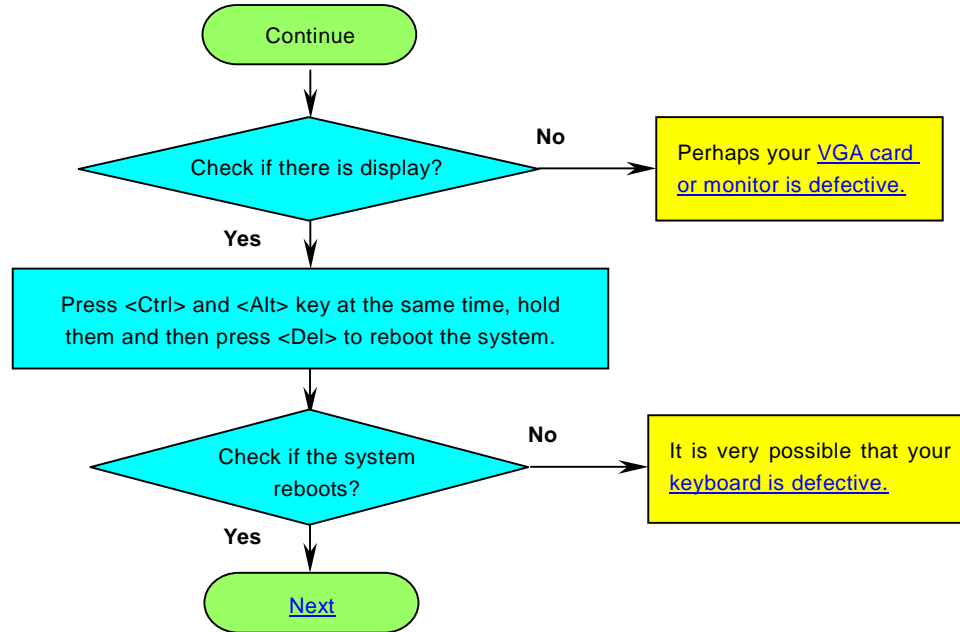 Continue
Check if there is display?
No
Perhaps your VGA card
or monitor is defective.
Yes
Press <Ctrl> and <Alt> key at the same time, hold
them and then press <Del> to reboot the system.
Check if the system
reboots?
No
It is very possible that your
keyboard is defective.
Yes
Next